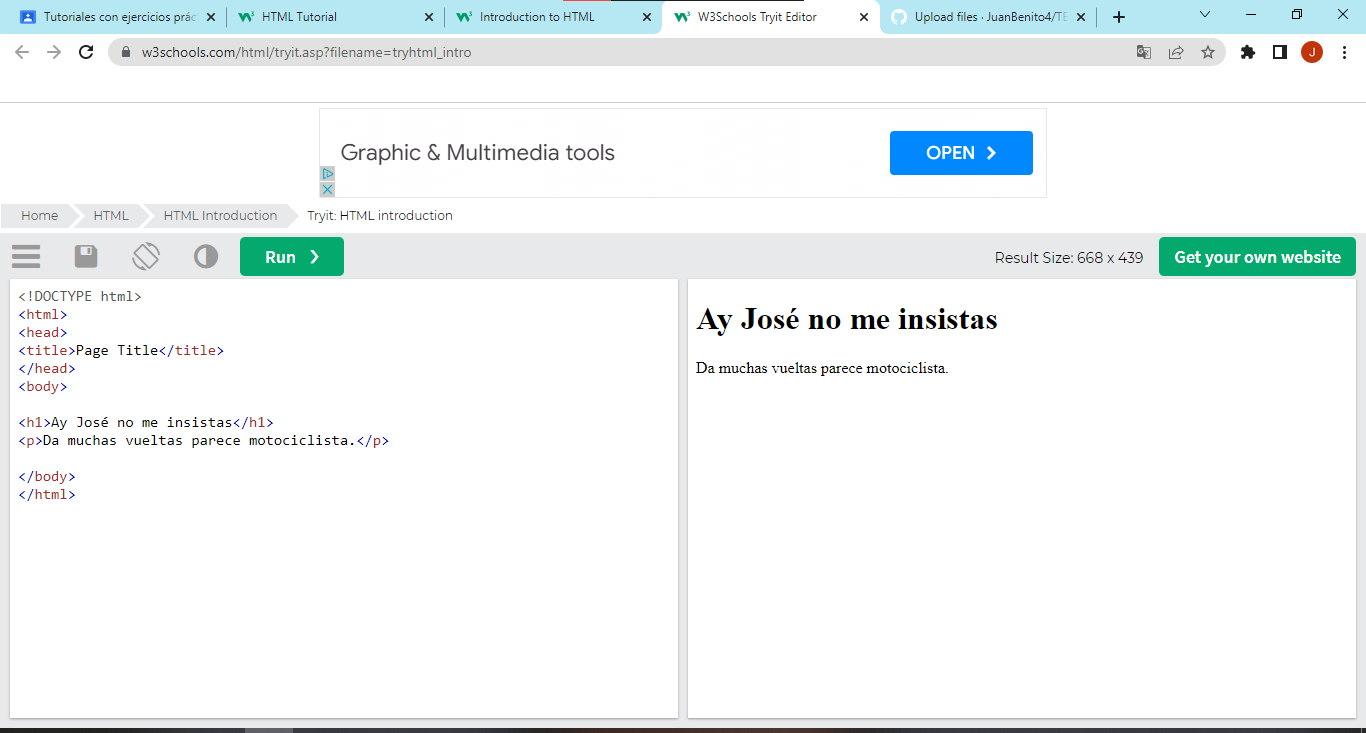 Tutoriales con ejercicios prác
HTML Tutorial
Introduction to HTML
W3Schools Tryit Editor
Upload files · JuanBenito4/TE
w3schools.com/html/tryit.asp?filename=tryhtml_intro
J
Graphic & Multimedia tools
OPEN
Home
HTML
HTML Introduction
Tryit: HTML introduction
Run ❯
Result Size: 668 x 439
Get your own website
<!DOCTYPE html>
<html>
<head>
<title>Page Title</title>
</head>
<body>
<h1>Ay José no me insistas</h1>
<p>Da muchas vueltas parece motociclista.</p>
</body>
</html>
Ay José no me insistas
Da muchas vueltas parece motociclista.